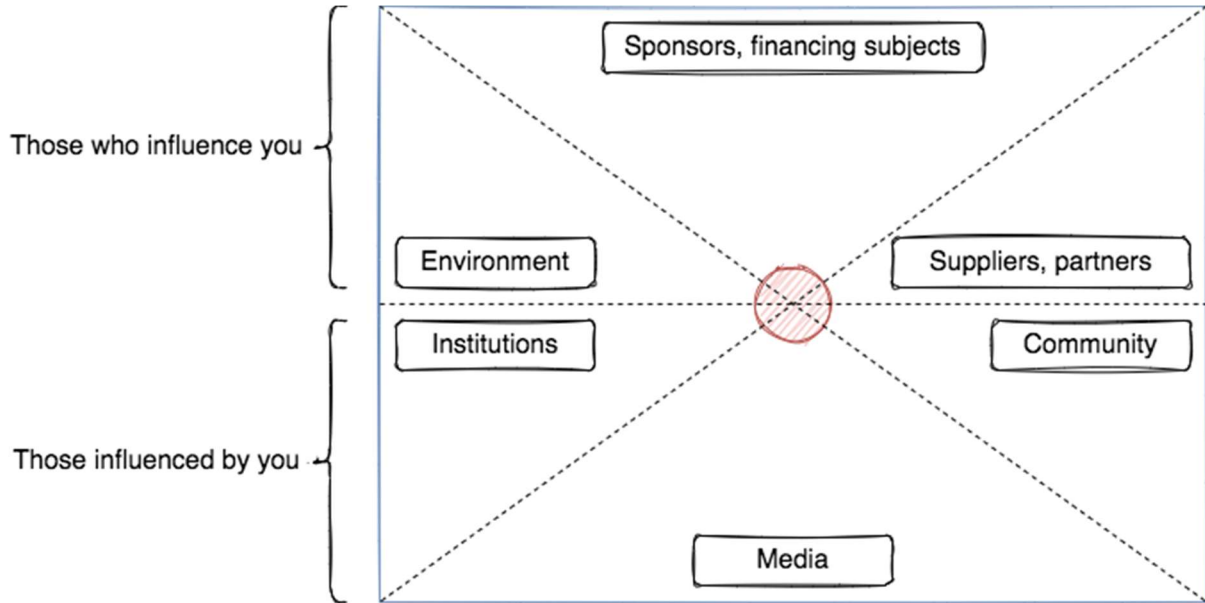 Sponsors, financing subjects
Those who influence you
Environment
Suppliers, partners
Institutions
Community
Those influenced by you
Media